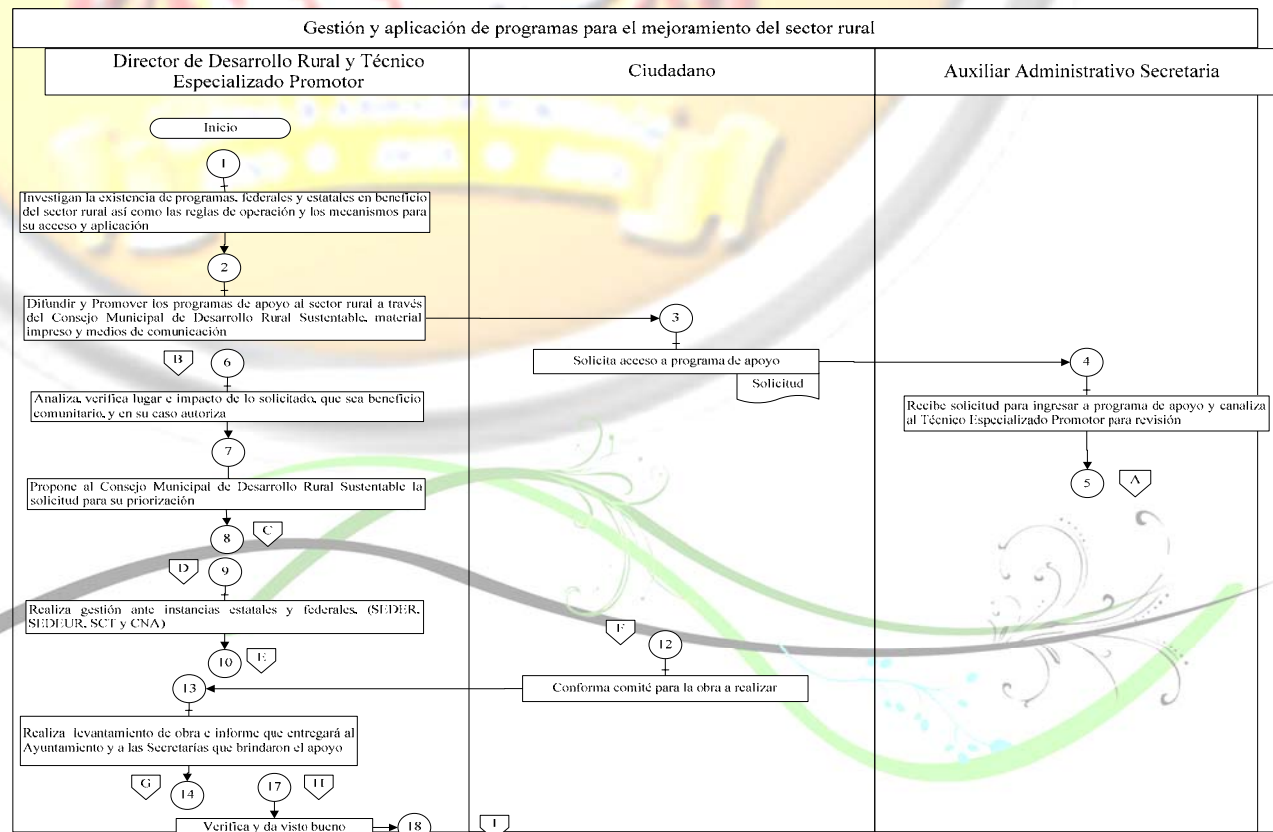 Gestión y aplicación de programas para el mejoramiento del sector rural
Director de Desarrollo Rural y Técnico
Especializado Promotor
Ciudadano
Auxiliar Administrativo Secretaria
Inicio
1
Investigan la existencia de programas, federales y estatales en beneficio
del sector rural así como las reglas de operación y los mecanismos para
su acceso y aplicación
2
Difundir y Promover los programas de apoyo al sector rural a través
del Consejo Municipal de Desarrollo Rural Sustentable, material
impreso y medios de comunicación
3
Solicita acceso a programa de apoyo
Solicitud
4
Recibe solicitud para ingresar a programa de apoyo y canaliza
al Técnico Especializado Promotor para revisión
5
A
B
6
Analiza, verifica lugar e impacto de lo solicitado, que sea beneficio
comunitario, y en su caso autoriza
7
Propone al Consejo Municipal de Desarrollo Rural Sustentable la
solicitud para su priorización
8
C
D
9
Realiza gestión ante instancias estatales y federales, (SEDER,
SEDEUR, SCT y CNA)
10
E
F
12
Conforma comité para la obra a realizar
13
Realiza levantamiento de obra e informe que entregará al
Ayuntamiento y a las Secretarías que brindaron el apoyo
G
14
17
H
Verifica y da visto bueno
18
I